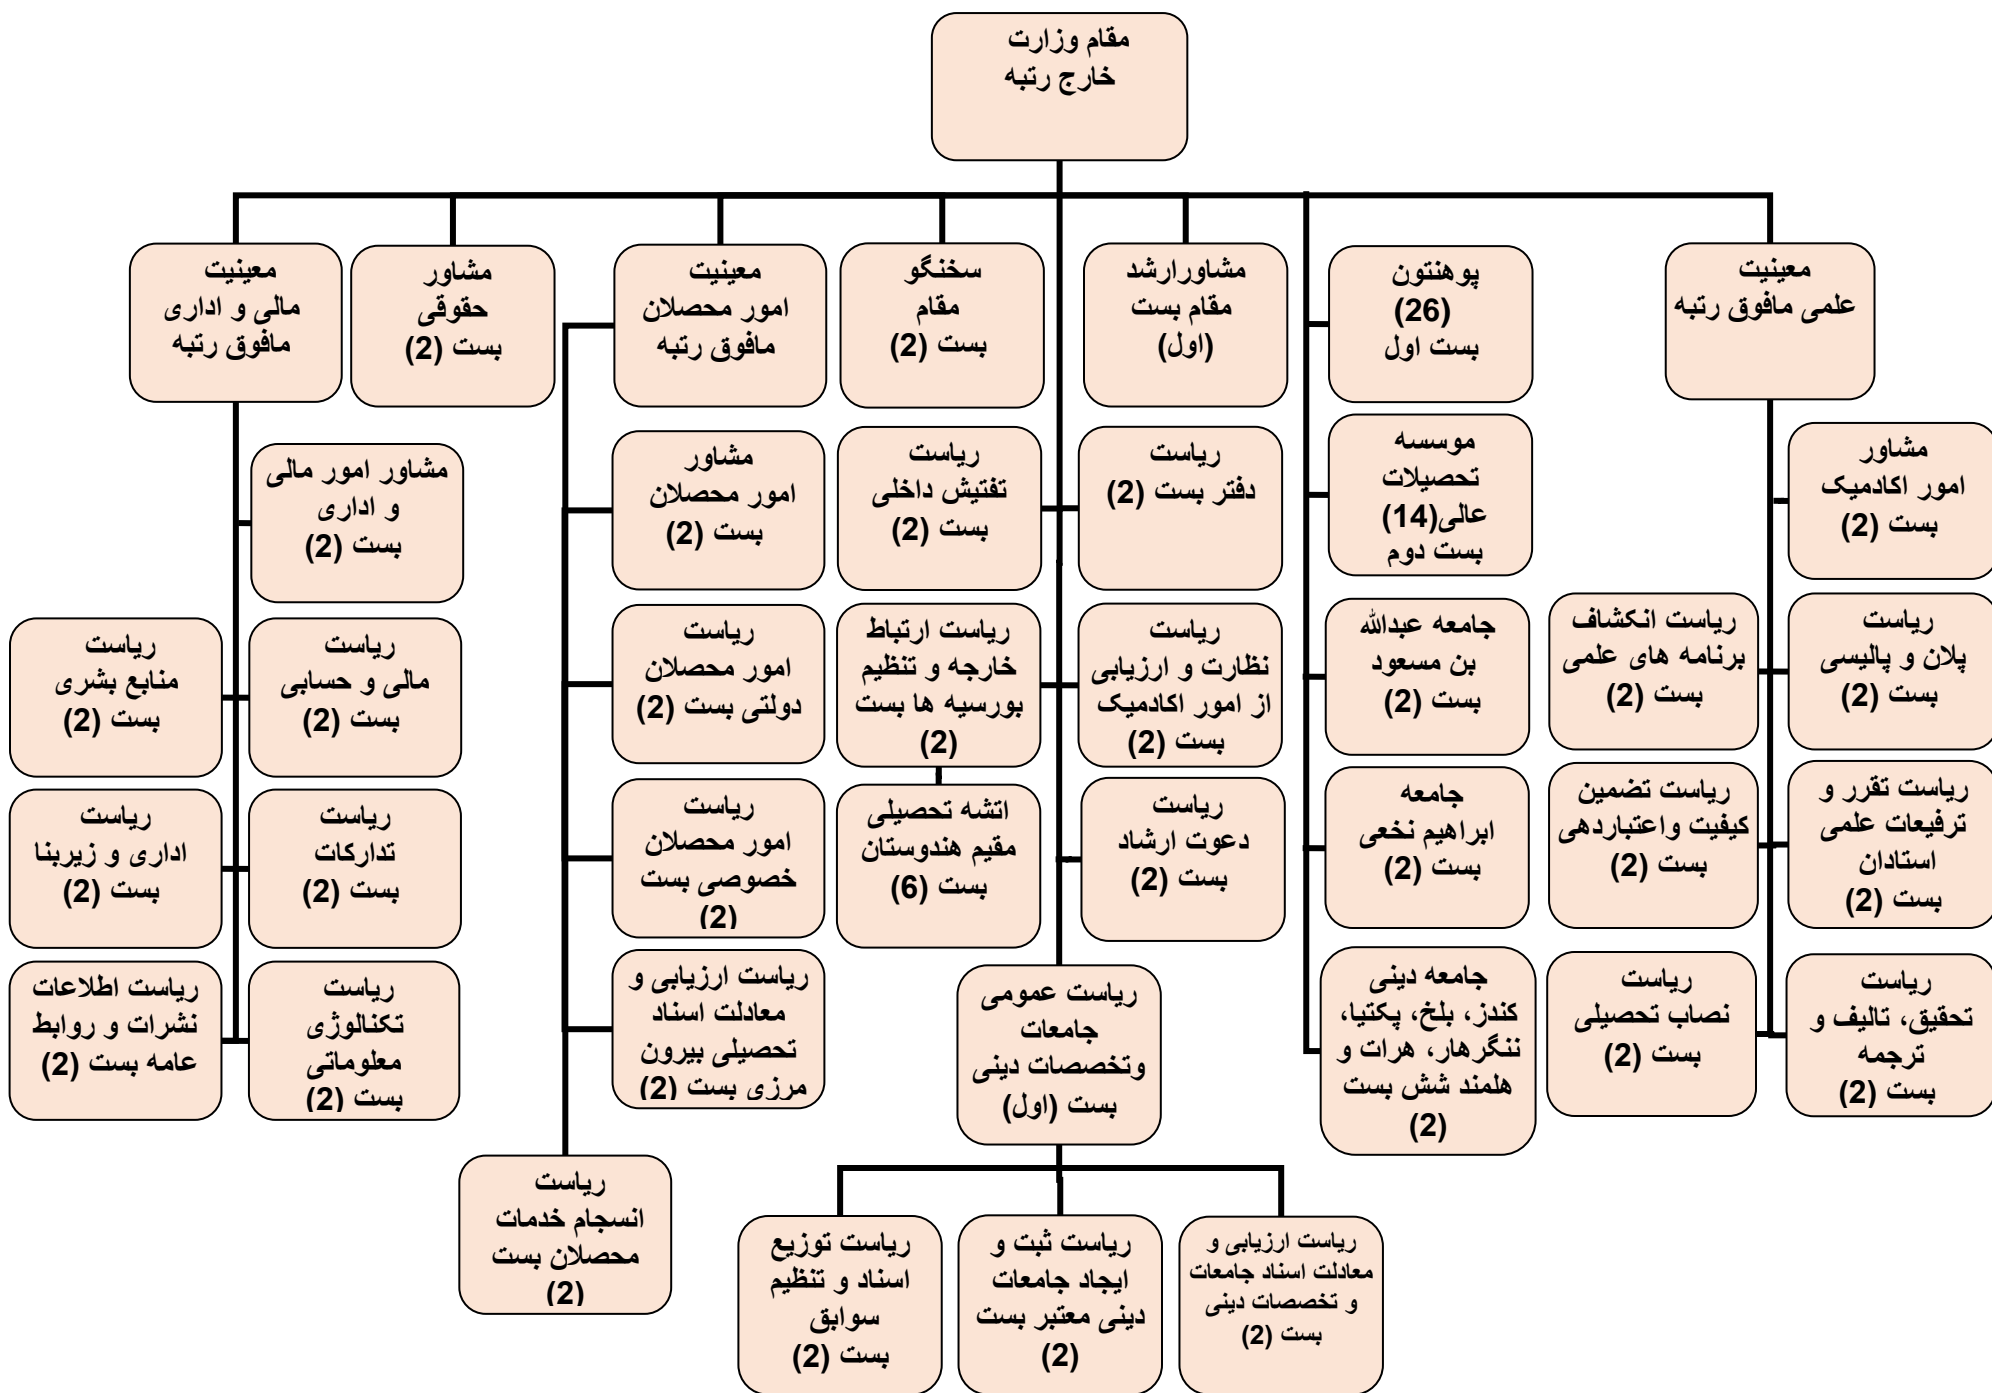 مقام وزارت
خارج رتبه
معینیت
علمی مافوق رتبه
پوهنتون
(26)
بست اول
مشاورارشد
مقام بست
(اول)
سخنگو
مقام
بست (2)
معینیت
امور محصلان
مافوق رتبه
مشاور
حقوقی
بست (2)
معینیت
مالی و اداری
مافوق رتبه
مشاور
امور اکادمیک
بست (2)
موسسه
تحصیلات
عالی(14)
بست دوم
ریاست
دفتر بست (2)
ریاست
تفتیش داخلی
بست (2)
مشاور
امور محصلان
بست (2)
مشاور امور مالی
و اداری
بست (2)
ریاست
پلان و پالیسی
بست (2)
ریاست انکشاف
برنامه های علمی
بست (2)
جامعه عبدالله
بن مسعود
بست (2)
ریاست
نظارت و ارزیابی
از امور اکادمیک
بست (2)
ریاست ارتباط
خارجه و تنظیم
بورسیه ها بست
(2)
ریاست
امور محصلان
دولتی بست (2)
ریاست
مالی و حسابی
بست (2)
ریاست
منابع بشری
بست (2)
ریاست تقرر و
ترفیعات علمی
استادان
بست (2)
ریاست تضمین
کیفیت واعتباردهی
بست (2)
جامعه
ابراهیم نخعی
بست (2)
ریاست
دعوت ارشاد
بست (2)
اتشه تحصیلی
مقیم هندوستان
بست (6)
ریاست
امور محصلان
خصوصی بست
(2)
ریاست
تدارکات
بست (2)
ریاست
اداری و زیربنا
بست (2)
ریاست
تحقیق، تالیف و
ترجمه
بست (2)
ریاست
نصاب تحصیلی
بست (2)
جامعه دینی
کندز، بلخ، پکتیا،
ننگرهار، هرات و
هلمند شش بست
(2)
ریاست عمومی
جامعات
وتخصصات دینی
بست (اول)
ریاست ارزیابی و
معادلت اسناد
تحصیلی بیرون
مرزی بست (2)
ریاست
تکنالوژی
معلوماتی
بست (2)
ریاست اطلاعات
نشرات و روابط
عامه بست (2)
ریاست
انسجام خدمات
محصلان بست
(2)
ریاست ارزیابی و
معادلت اسناد جامعات
و تخصصات دینی
بست (2)
ریاست ثبت و
ایجاد جامعات
دینی معتبر بست
(2)
ریاست توزیع
اسناد و تنظیم
سوابق
بست (2)